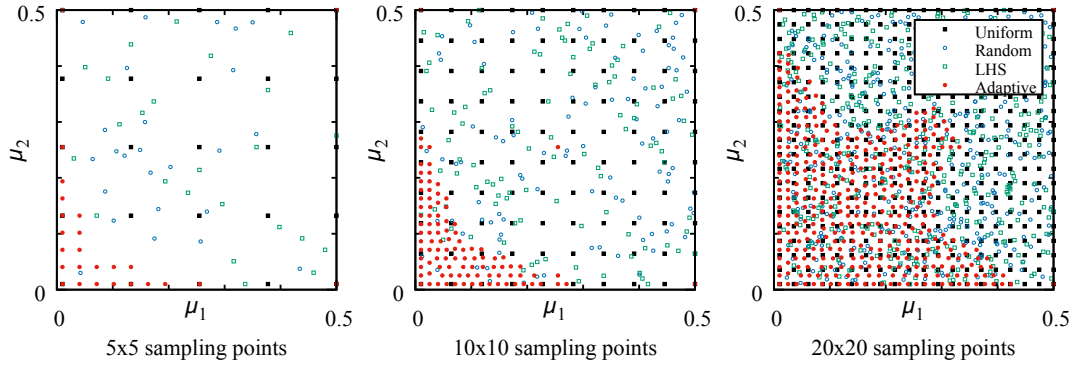 0.5 0.5 0.5
Uniform
Random
LHS
Adaptive
μ2 μ2 μ2
0 0 0
0 μ1 0.5 0 μ1 0.5 0 μ1 0.5
5x5 sampling points 10x10 sampling points 20x20 sampling points